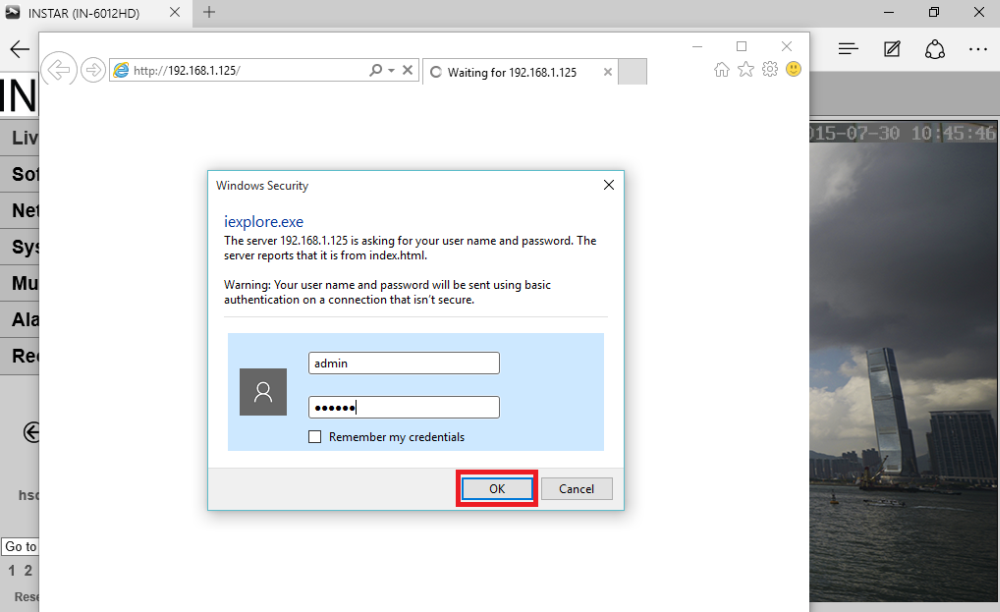 INSTAR (IN-6012HD)
http://192.168.1.125/
Waiting for 192.168.1.125
IN
Liv
015-07-30 10:45:46
Sof
Net
Sys
Mu
Ala
Rec
hsc
Go to
1 2
Rese
Windows Security
iexplore.exe
The server 192.168.1.125 is asking for your user name and password. The
server reports that it is from index.html.
Warning: Your user name and password will be sent using basic
authentication on a connection that isn't secure.
admin
••••••
Remember my credentials
OK
Cancel